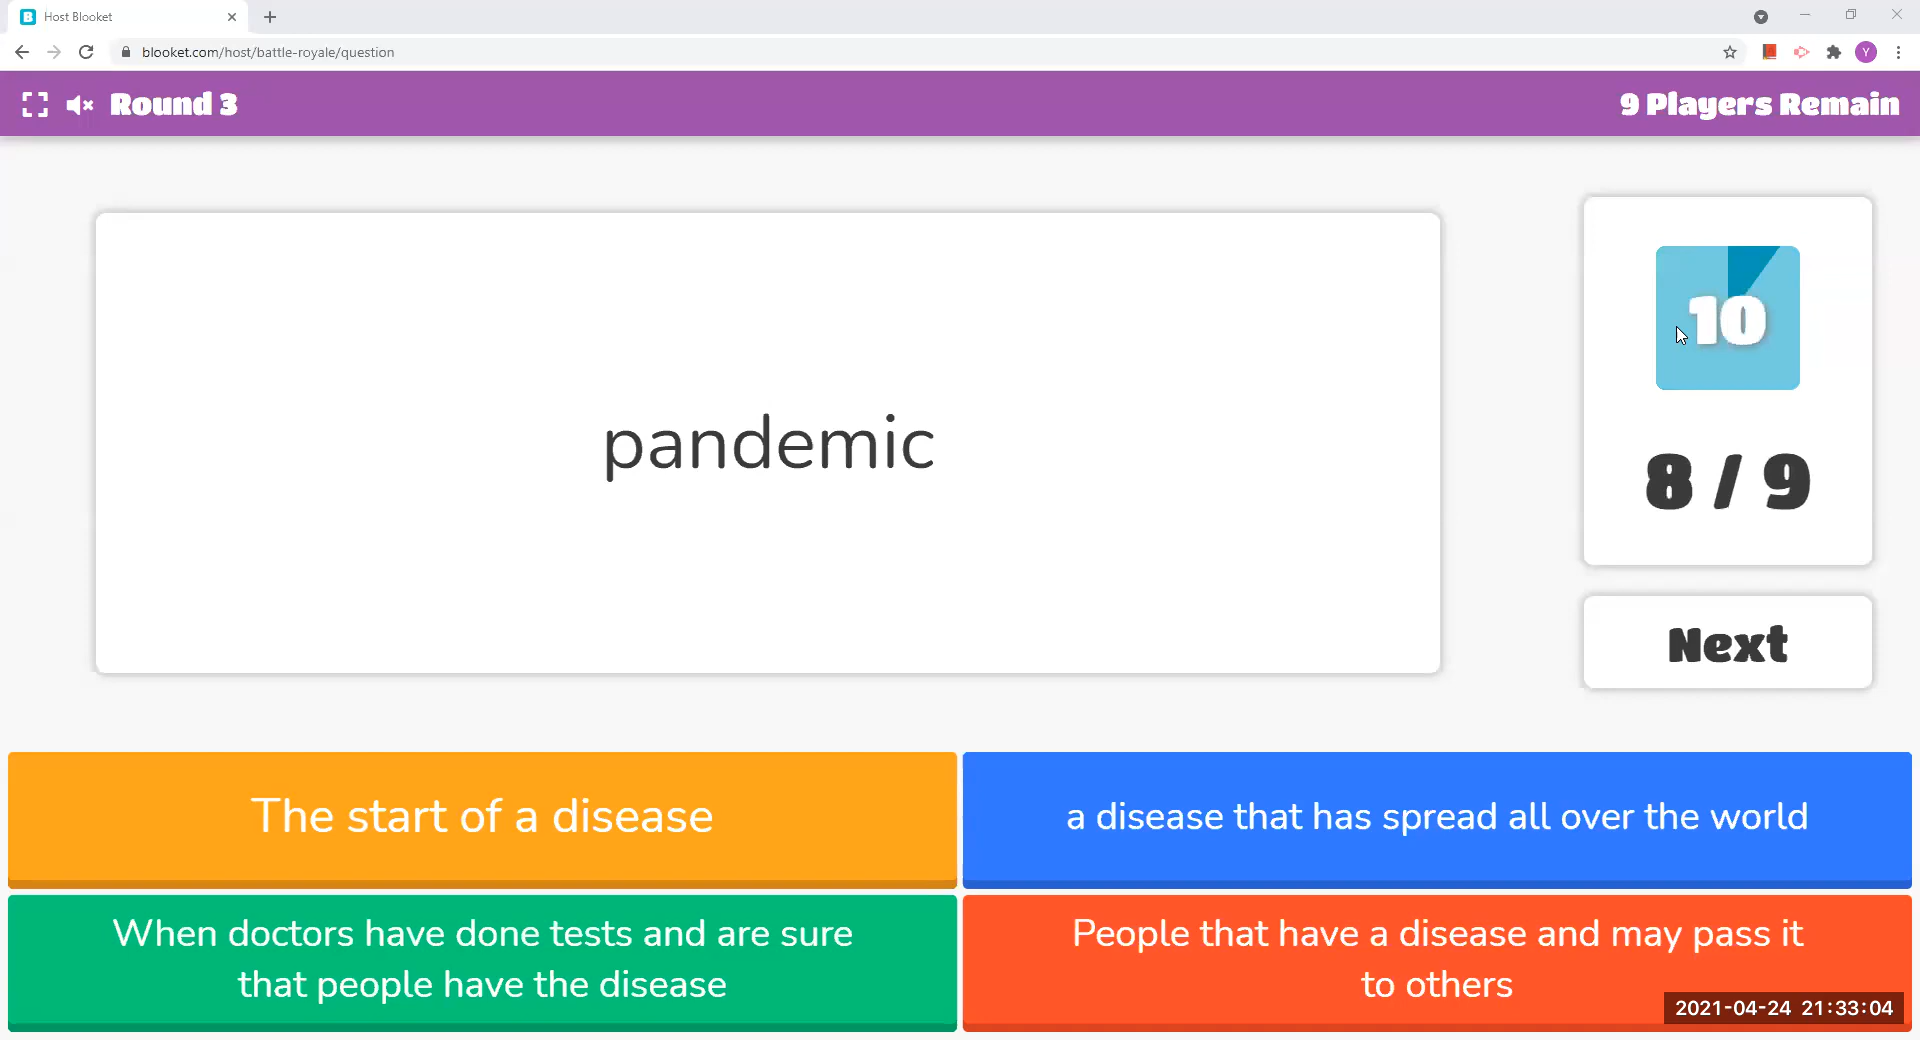 Host Blooket
blooket.com/host/battle-royale/question
Y
Round 3
9 Players Remain
pandemic
10
8 / 9
Next
The start of a disease
a disease that has spread all over the world
When doctors have done tests and are sure
that people have the disease
People that have a disease and may pass it
to others
2021-04-24 21:33:04